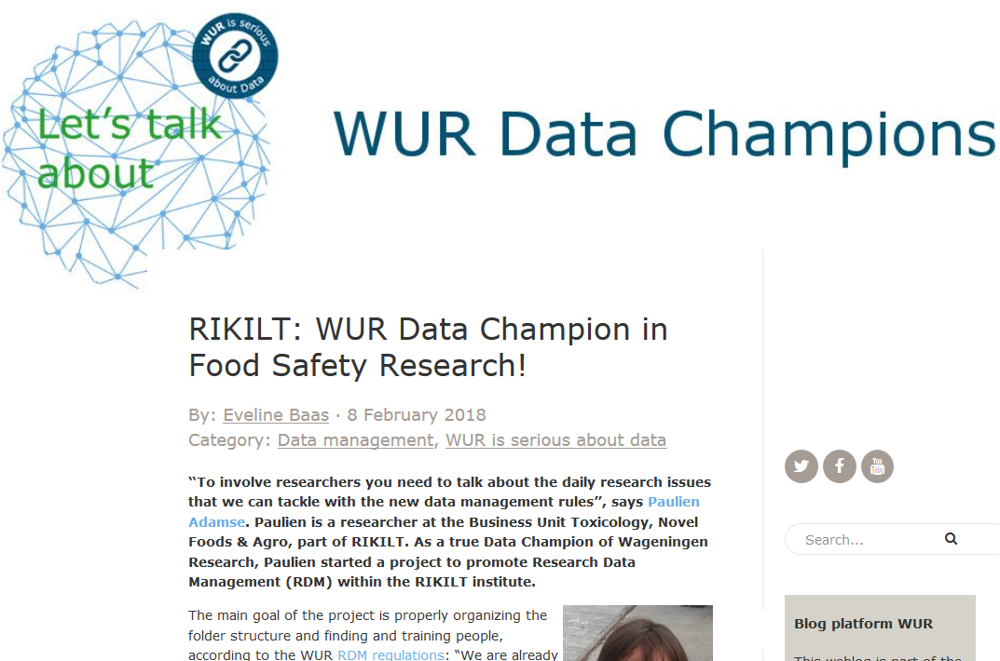 WUR is serious
about Data
Let's talk
about
WUR Data Champions
RIKILT: WUR Data Champion in
Food Safety Research!
By: Eveline Baas · 8 February 2018
Category: Data management, WUR is serious about data
“To involve researchers you need to talk about the daily research issues
that we can tackle with the new data management rules”, says Paulien
Adamse. Paulien is a researcher at the Business Unit Toxicology, Novel
Foods & Agro, part of RIKILT. As a true Data Champion of Wageningen
Research, Paulien started a project to promote Research Data
Management (RDM) within the RIKILT institute.
The main goal of the project is properly organizing the
folder structure and finding and training people,
according to the WUR RDM regulations: “We are already
You
Tube
Search...
Blog platform WUR
This weblog is part of the